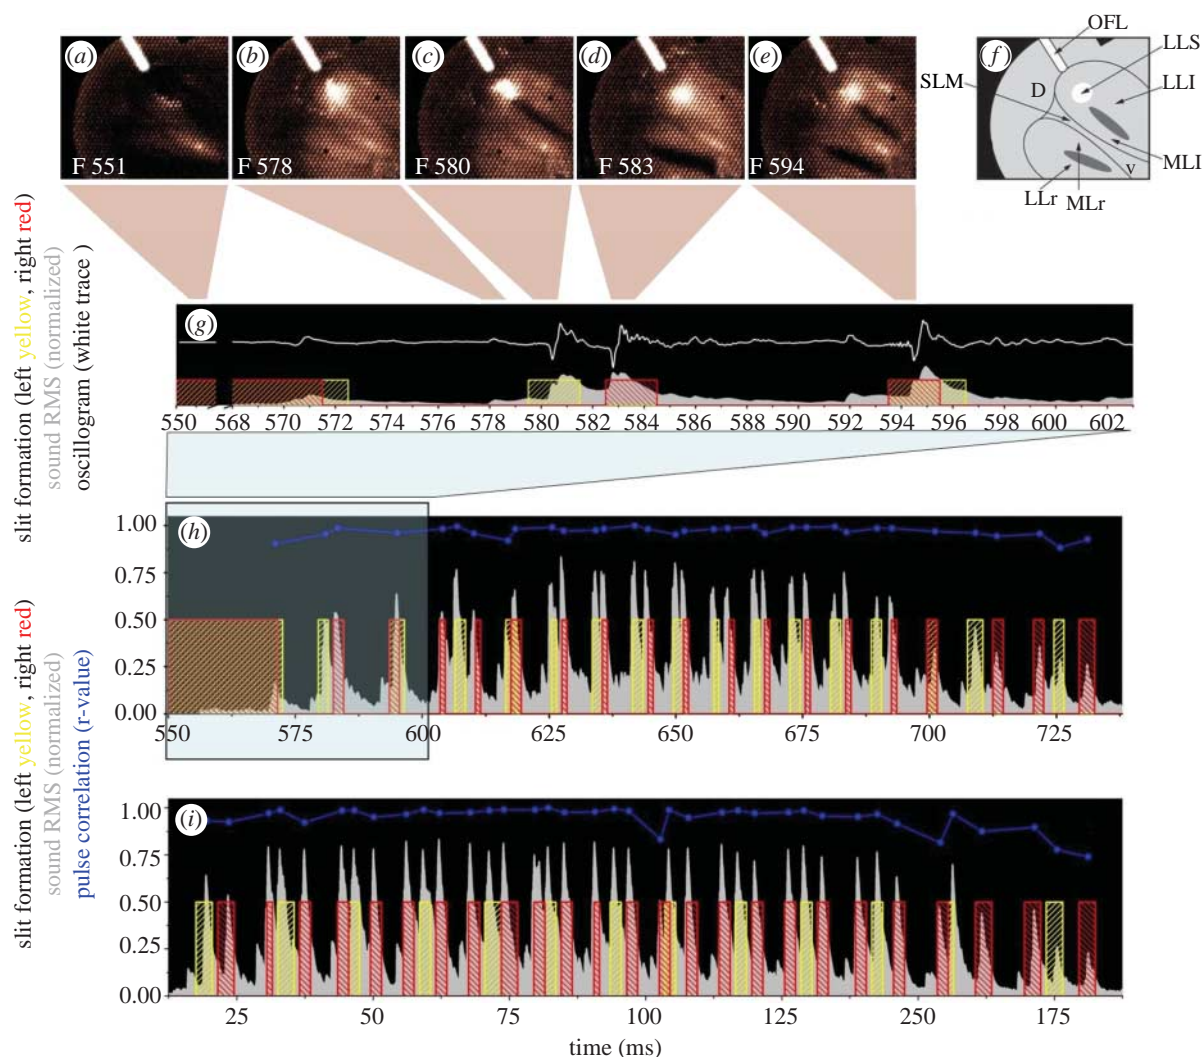 (a) (b) (c) (d) (e) (f)
OFL
LLS
SLM
D
LLI
MLI
v
LLr
MLr
F 551 F 578 F 580 F 583 F 594
slit formation (left yellow, right red)
sound RMS (normalized)
oscillogram (white trace )
(g)
550 568 570 572 574 576 578 580 582 584 586 588 590 592 594 596 598 600 602
slit formation (left yellow, right red)
sound RMS (normalized)
pulse correlation (r-value)
(h)
1.00
0.75
0.50
0.25
0.00
550 575 600 625 650 675 700 725
(i)
1.00
0.75
0.50
0.25
0.00
25 50 75 100 125 250 175
time (ms)